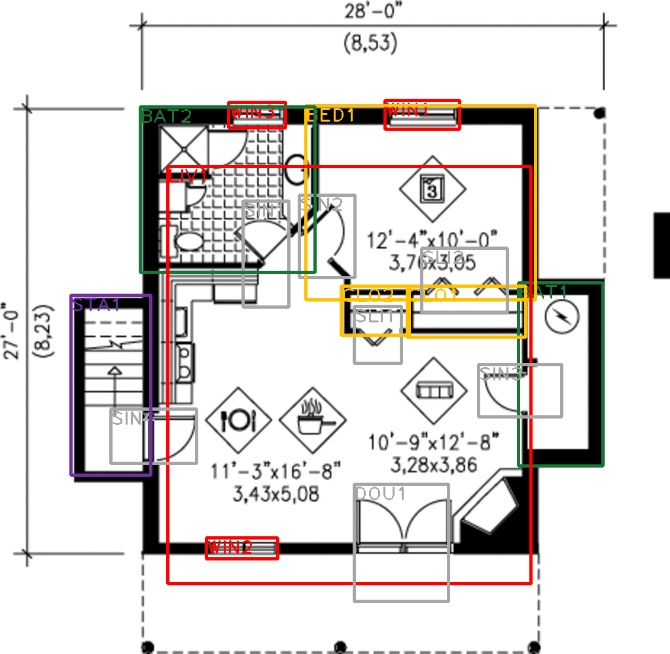 28'-0"
(8,53)
BAT2
WIN3
BED1
WIN1
LIV1
3
SIN1
SIN2
12'-4"x10'-0"
3,76x3,05
SLI2
CLO2
BAT1
STA1
SLI1
27'-0"
(8,23)
SIN3
10'-9"x12'-8"
3,28x3,86
11'-3"x16'-8"
3,43x5,08
DOU1
WIN2